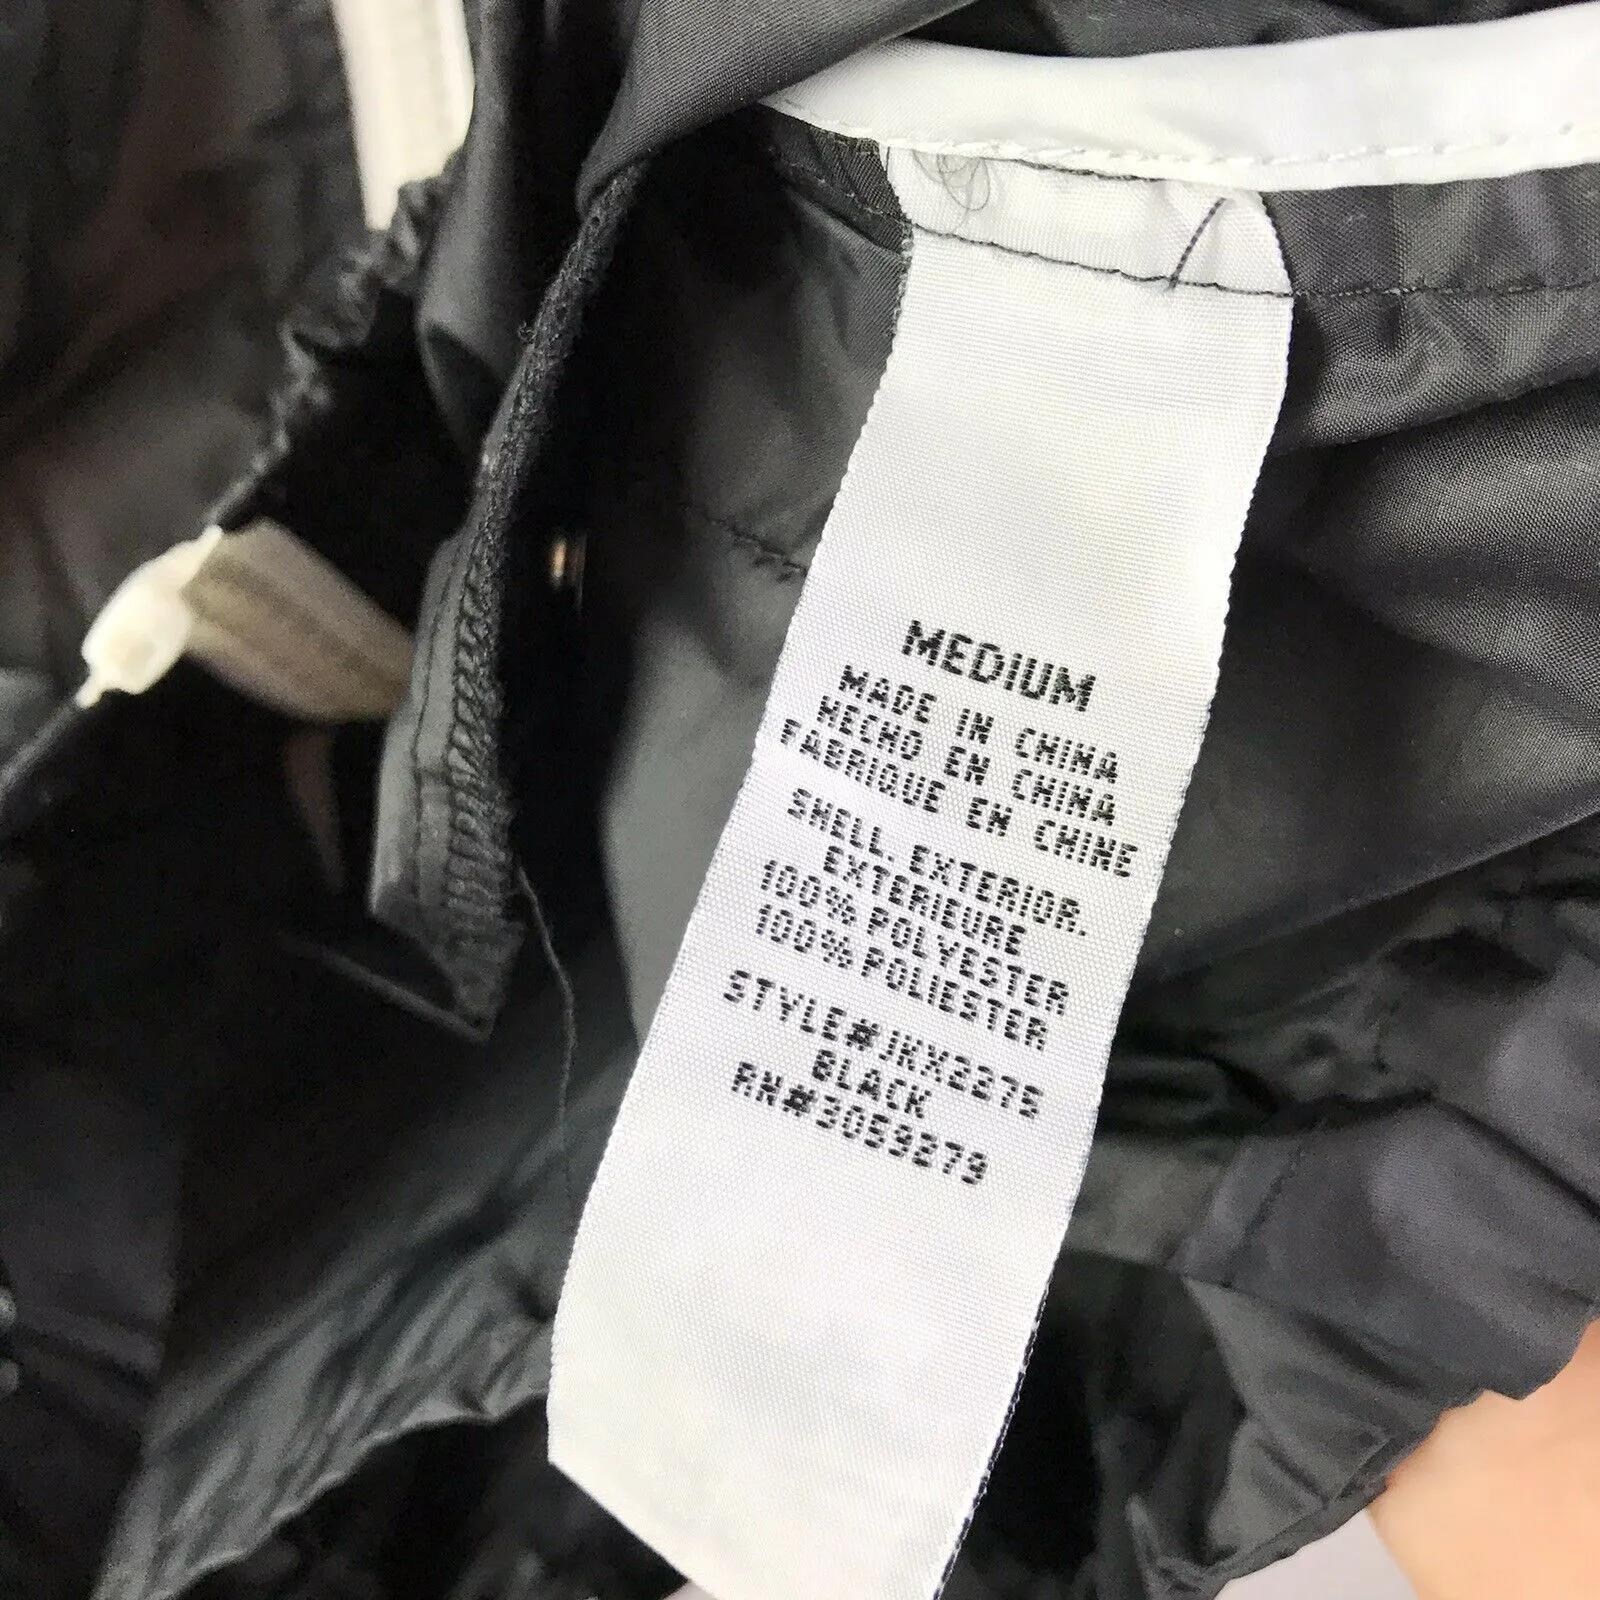 MEDIUM
MADE IN CHINA
HECHO EN CHINA
FABRIQUE EN CHINE
SHELL. EXTERIOR.
EXTERIEURE
100% POLYESTER
100% POLIESTER
STYLE#JKX2275
BLACK
RN#3059279